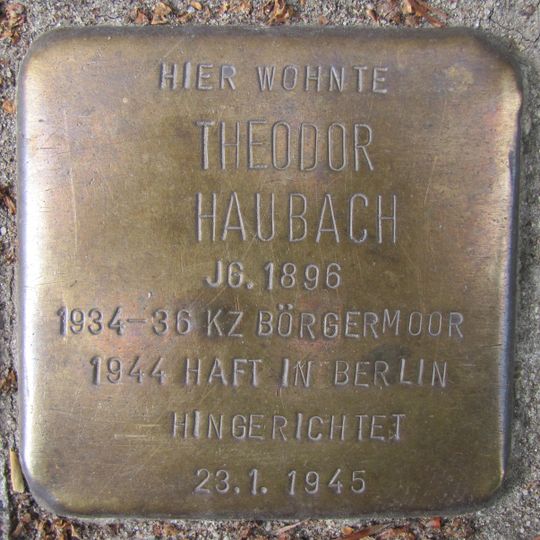 HIER WOHNTE
THEODOR
HAUBACH
JG. 1896
1934–36 KZ BÖRGERMOOR
1944 HAFT IN BERLIN
HINGERICHTET
23.1. 1945